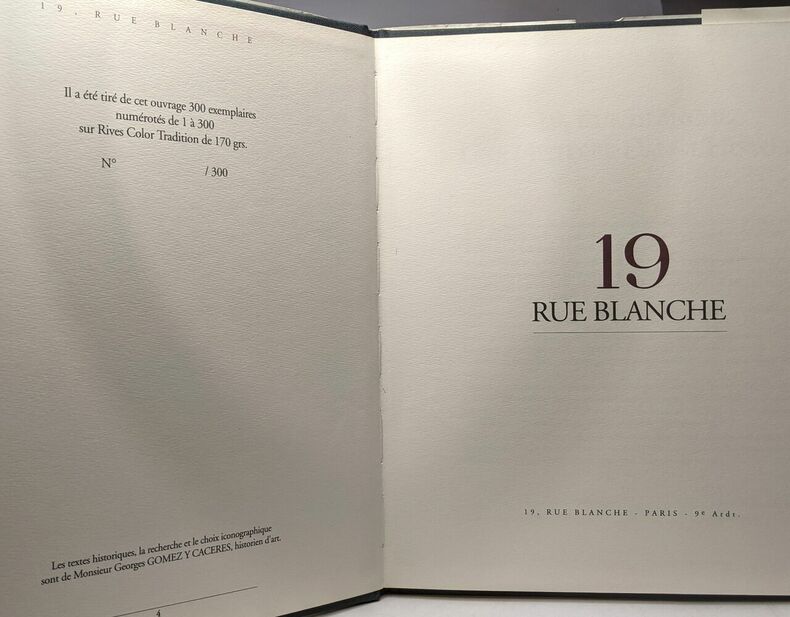 19, RUE BLANCHE
Il a été tiré de cet ouvrage 300 exemplaires
numérotés de 1 à 300
sur Rives Color Tradition de 170 grs.
N° / 300
Les textes historiques, la recherche et le choix iconographique
sont de Monsieur Georges GOMEZ Y CACERES, historien d'art.
4
19
RUE BLANCHE
19, RUE BLANCHE - PARIS - 9e Ardt.